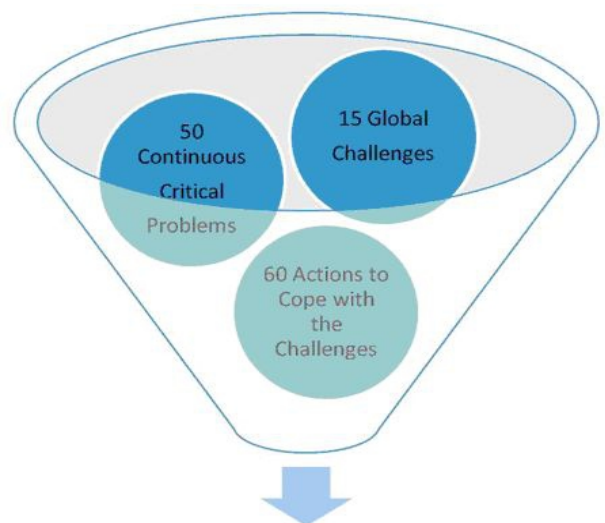 50
Continuous
Critical
Problems
15 Global
Challenges
60 Actions to
Cope with
the
Challenges